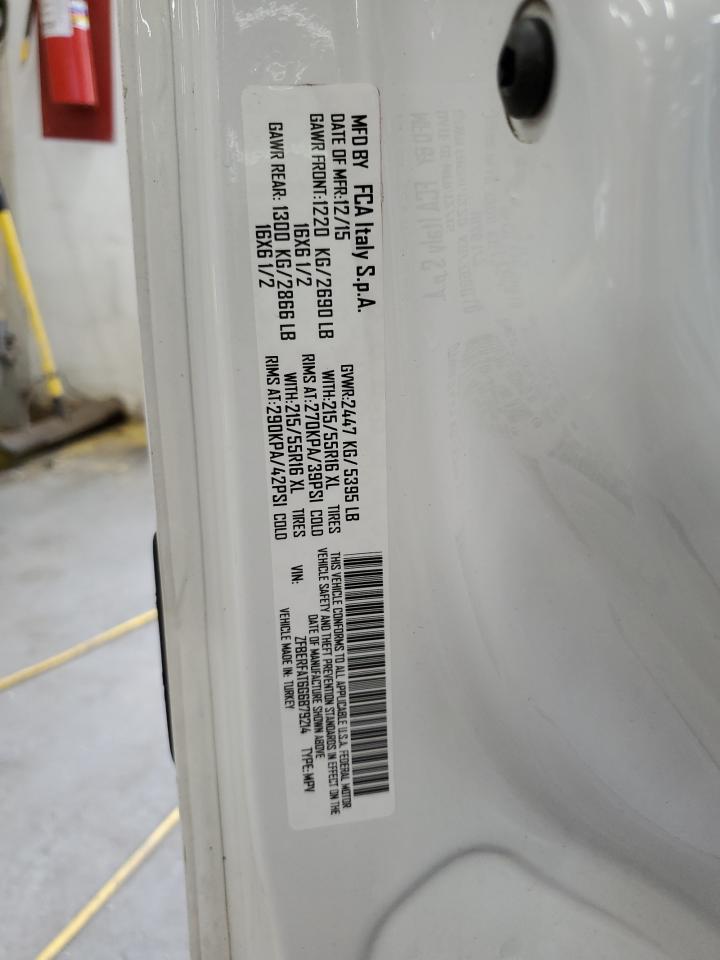 MFD BY FCA Italy S.p.A.
DATE OF MFR:12/15 GVWR:2447 KG/5395 LB
GAWR FRONT:1220 KG/2690 LB WITH:215/55R16 XL TIRES
16X6 1/2 RIMS AT:270KPA/39PSI COLD
GAWR REAR: 1300 KG/2866 LB WITH:215/55R16 XL TIRES
16X6 1/2 RIMS AT:290KPA/42PSI COLD
THIS VEHICLE CONFORMS TO ALL APPLICABLE U.S.A. FEDERAL MOTOR
VEHICLE SAFETY AND THEFT PREVENTION STANDARDS IN EFFECT ON THE
DATE OF MANUFACTURE SHOWN ABOVE
VIN: ZFBERFAT6G6B79214 TYPE:MPV
VEHICLE MADE IN: TURKEY